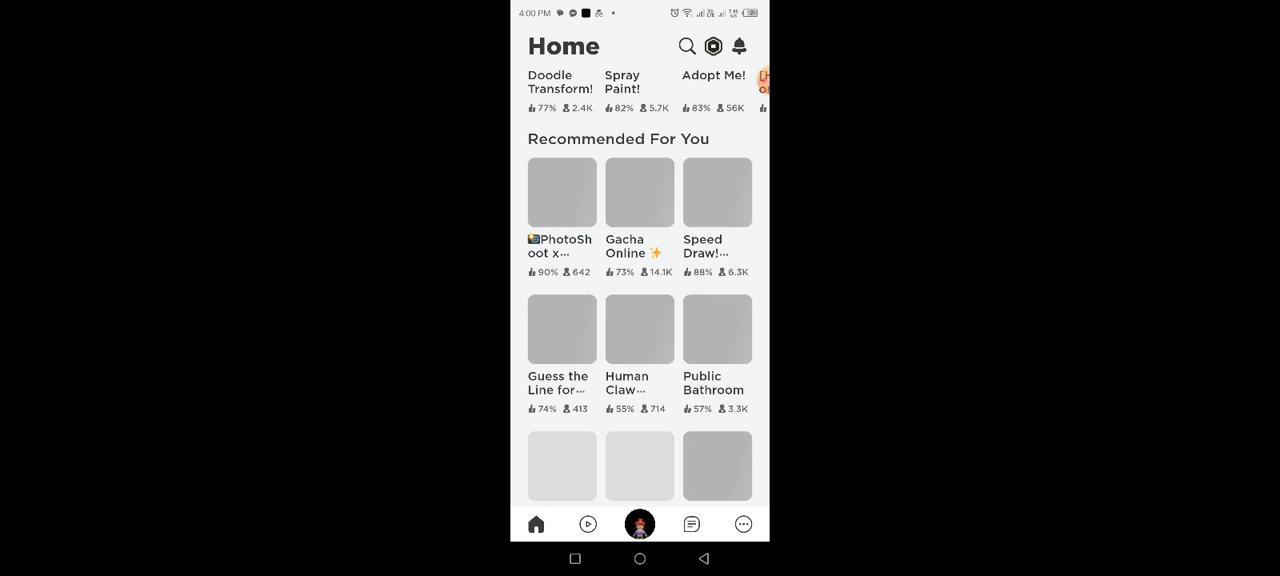 4:00 PM
Home
Doodle Transform!
Spray Paint!
Adopt Me!
77% 2.4K
82% 5.7K
83% 56K
Recommended For You
PhotoSh
oot x...
Gacha
Online ✨
Speed
Draw!...
90% 642
73% 14.1K
88% 6.3K
Guess the
Line for...
Human
Claw...
Public
Bathroom
74% 413
55% 714
57% 3.3K